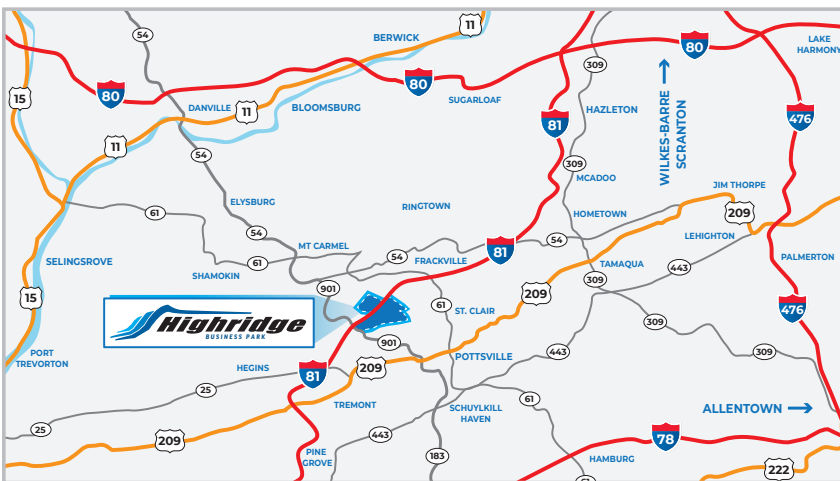 54
11
BERWICK
LAKE
HARMONY
309
80
80
80
15
DANVILLE
11
BLOOMSBURG
SUGARLOAF
HAZLETON
81
476
WILKES-BARRE
SCRANTON
11
54
309
MCADOO
JIM THORPE
61
ELYSBURG
RINGTOWN
HOMETOWN
209
54
MT CARMEL
54
54
LEHIGHTON
SELINGSROVE
SHAMOKIN
61
FRACKVILLE
81
TAMAQUA
443
PALMERTON
901
309
15
61
209
ST. CLAIR
476
Highridge
BUSINESS PARK
309
901
PORT
TREVORTON
HEGINS
81
209
POTTSVILLE
443
309
25
TREMONT
SCHUYLKILL
HAVEN
61
ALLENTOWN
25
209
443
78
PINE
GROVE
183
HAMBURG
222
61